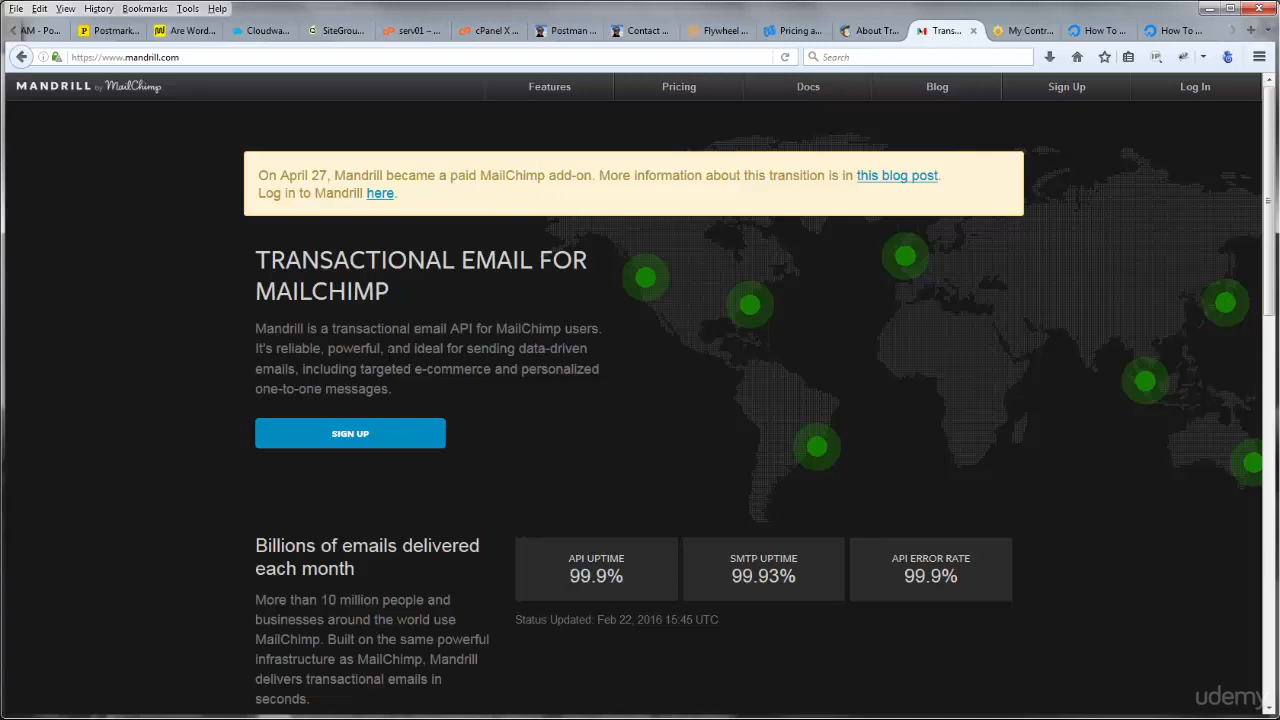 File Edit View History Bookmarks Tools Help
AM - Po... Postmark... Are Word... Cloudwa... SiteGrou... serv01 – ... cPanel X ... Postman ... Contact ... Flywheel ... Pricing a... About Tr... Trans... My Contr... How To ... How To ...
https://www.mandrill.com
Search
MANDRILL by MailChimp
Features Pricing Docs Blog Sign Up Log In
On April 27, Mandrill became a paid MailChimp add-on. More information about this transition is in this blog post.
Log in to Mandrill here.
TRANSACTIONAL EMAIL FOR
MAILCHIMP
Mandrill is a transactional email API for MailChimp users.
It's reliable, powerful, and ideal for sending data-driven
emails, including targeted e-commerce and personalized
one-to-one messages.
SIGN UP
Billions of emails delivered
each month
More than 10 million people and
businesses around the world use
MailChimp. Built on the same powerful
infrastructure as MailChimp, Mandrill
delivers transactional emails in
seconds.
API UPTIME
99.9%
SMTP UPTIME
99.93%
API ERROR RATE
99.9%
Status Updated: Feb 22, 2016 15:45 UTC
udemy